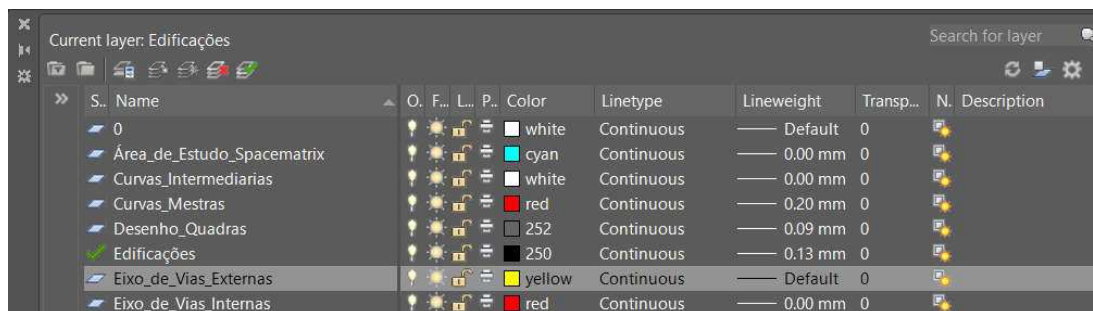 Current layer: Edificações
Search for layer
S.. Name O. F... L... P.. Color Linetype Lineweight Transp... N. Description
0 white Continuous Default 0
Área_de_Estudo_Spacematrix cyan Continuous 0.00 mm 0
Curvas_Intermediarias white Continuous 0.00 mm 0
Curvas_Mestras red Continuous 0.20 mm 0
Desenho_Quadras 252 Continuous 0.09 mm 0
Edificações 250 Continuous 0.13 mm 0
Eixo_de_Vias_Externas yellow Continuous Default 0
Eixo_de_Vias_Internas red Continuous 0.00 mm 0